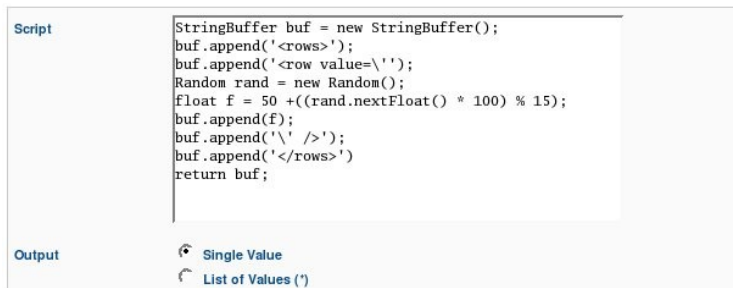 Script
StringBuffer buf = new StringBuffer();
buf.append('<rows>');
buf.append('<row value=\'');
Random rand = new Random();
float f = 50 +((rand.nextFloat() * 100) % 15);
buf.append(f);
buf.append('\' />');
buf.append('</rows>')
return buf;
Output
Single Value
List of Values (*)